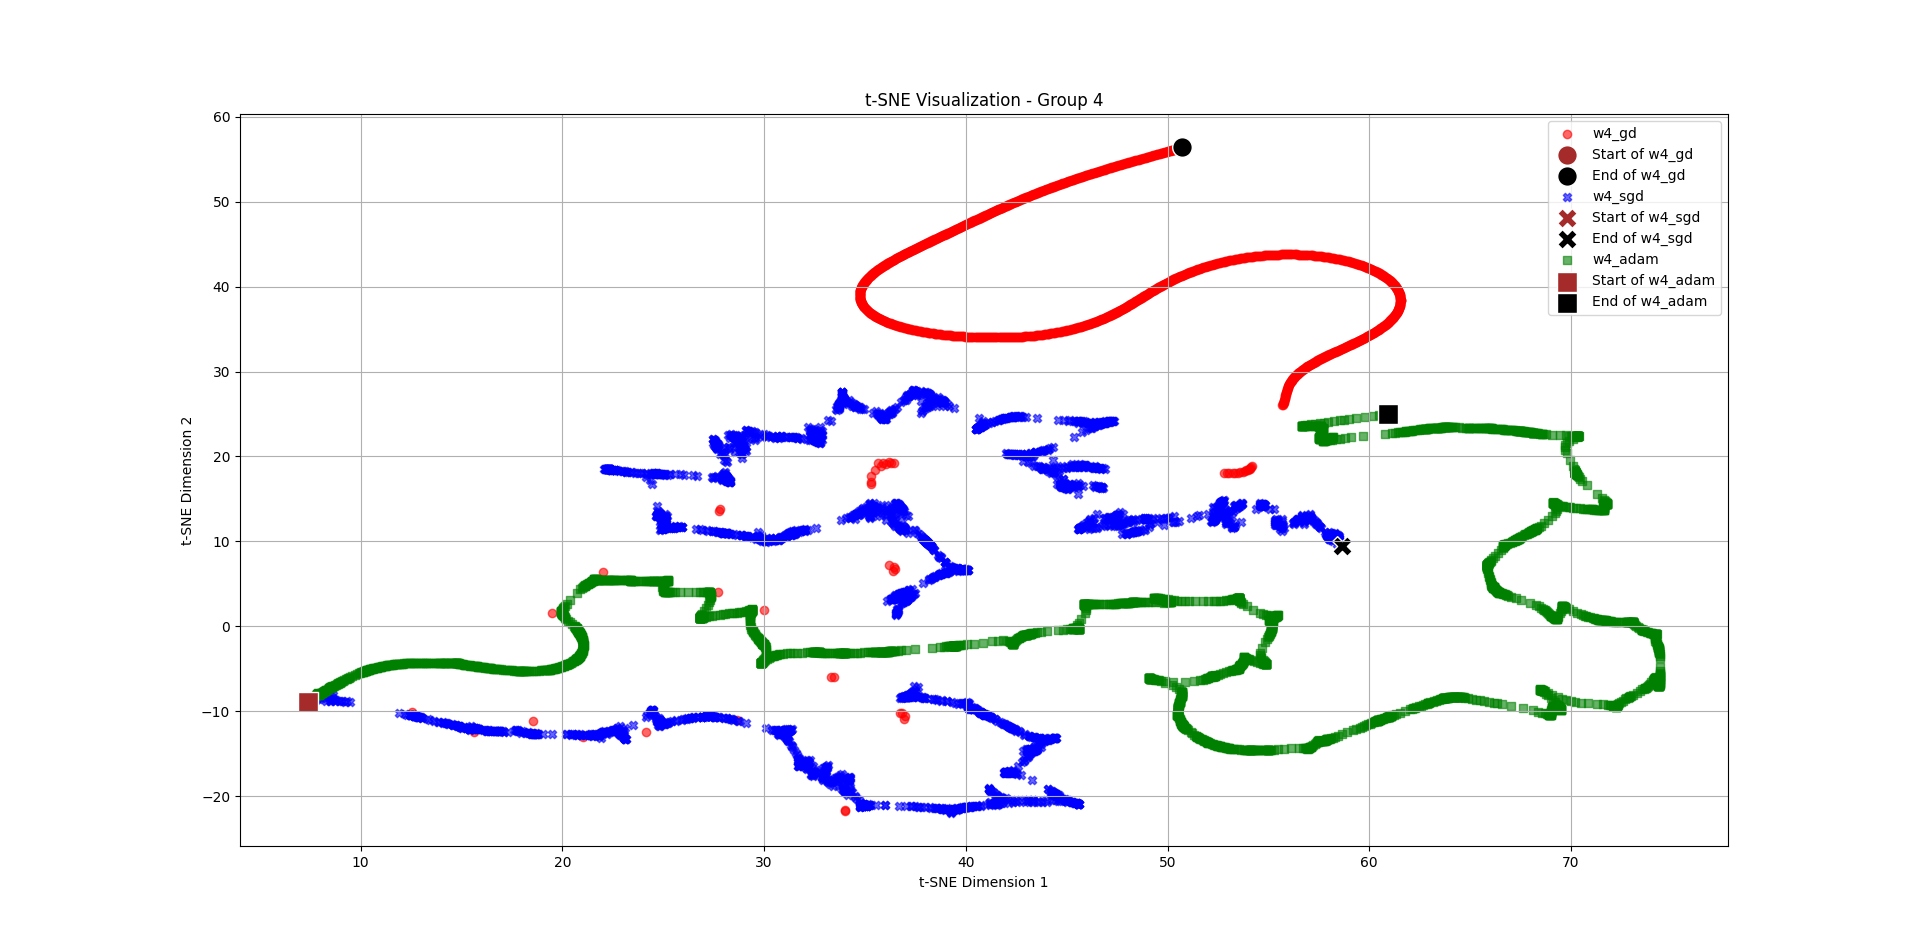 t-SNE Visualization - Group 4
60
50
40
30
20
10
0
−10
−20
t-SNE Dimension 2
w4_gd
Start of w4_gd
End of w4_gd
w4_sgd
Start of w4_sgd
End of w4_sgd
w4_adam
Start of w4_adam
End of w4_adam
10 20 30 40 50 60 70
t-SNE Dimension 1